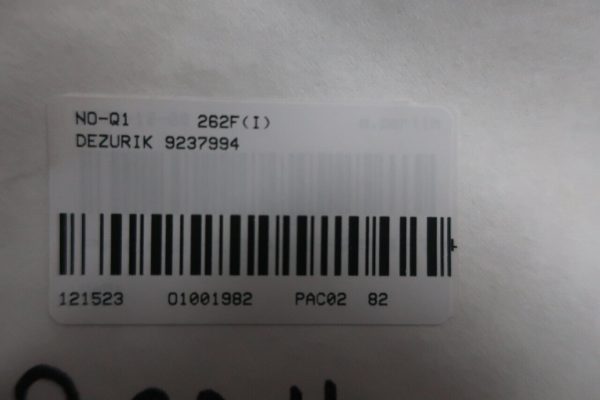 NO-Q1 262F(I)
DEZURIK 9237994
121523 01001982 PAC02 82